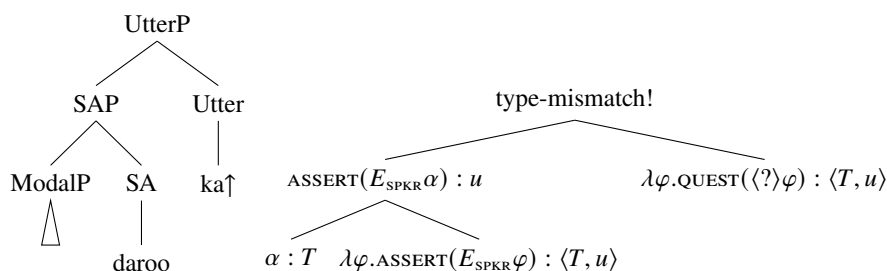 UtterP
SAP Utter type-mismatch!
ModalP SA ka↑ ASSERT(E_SPKR α) : u λφ.QUEST(⟨?⟩φ) : ⟨T, u⟩
daroo α : T λφ.ASSERT(E_SPKR φ) : ⟨T, u⟩